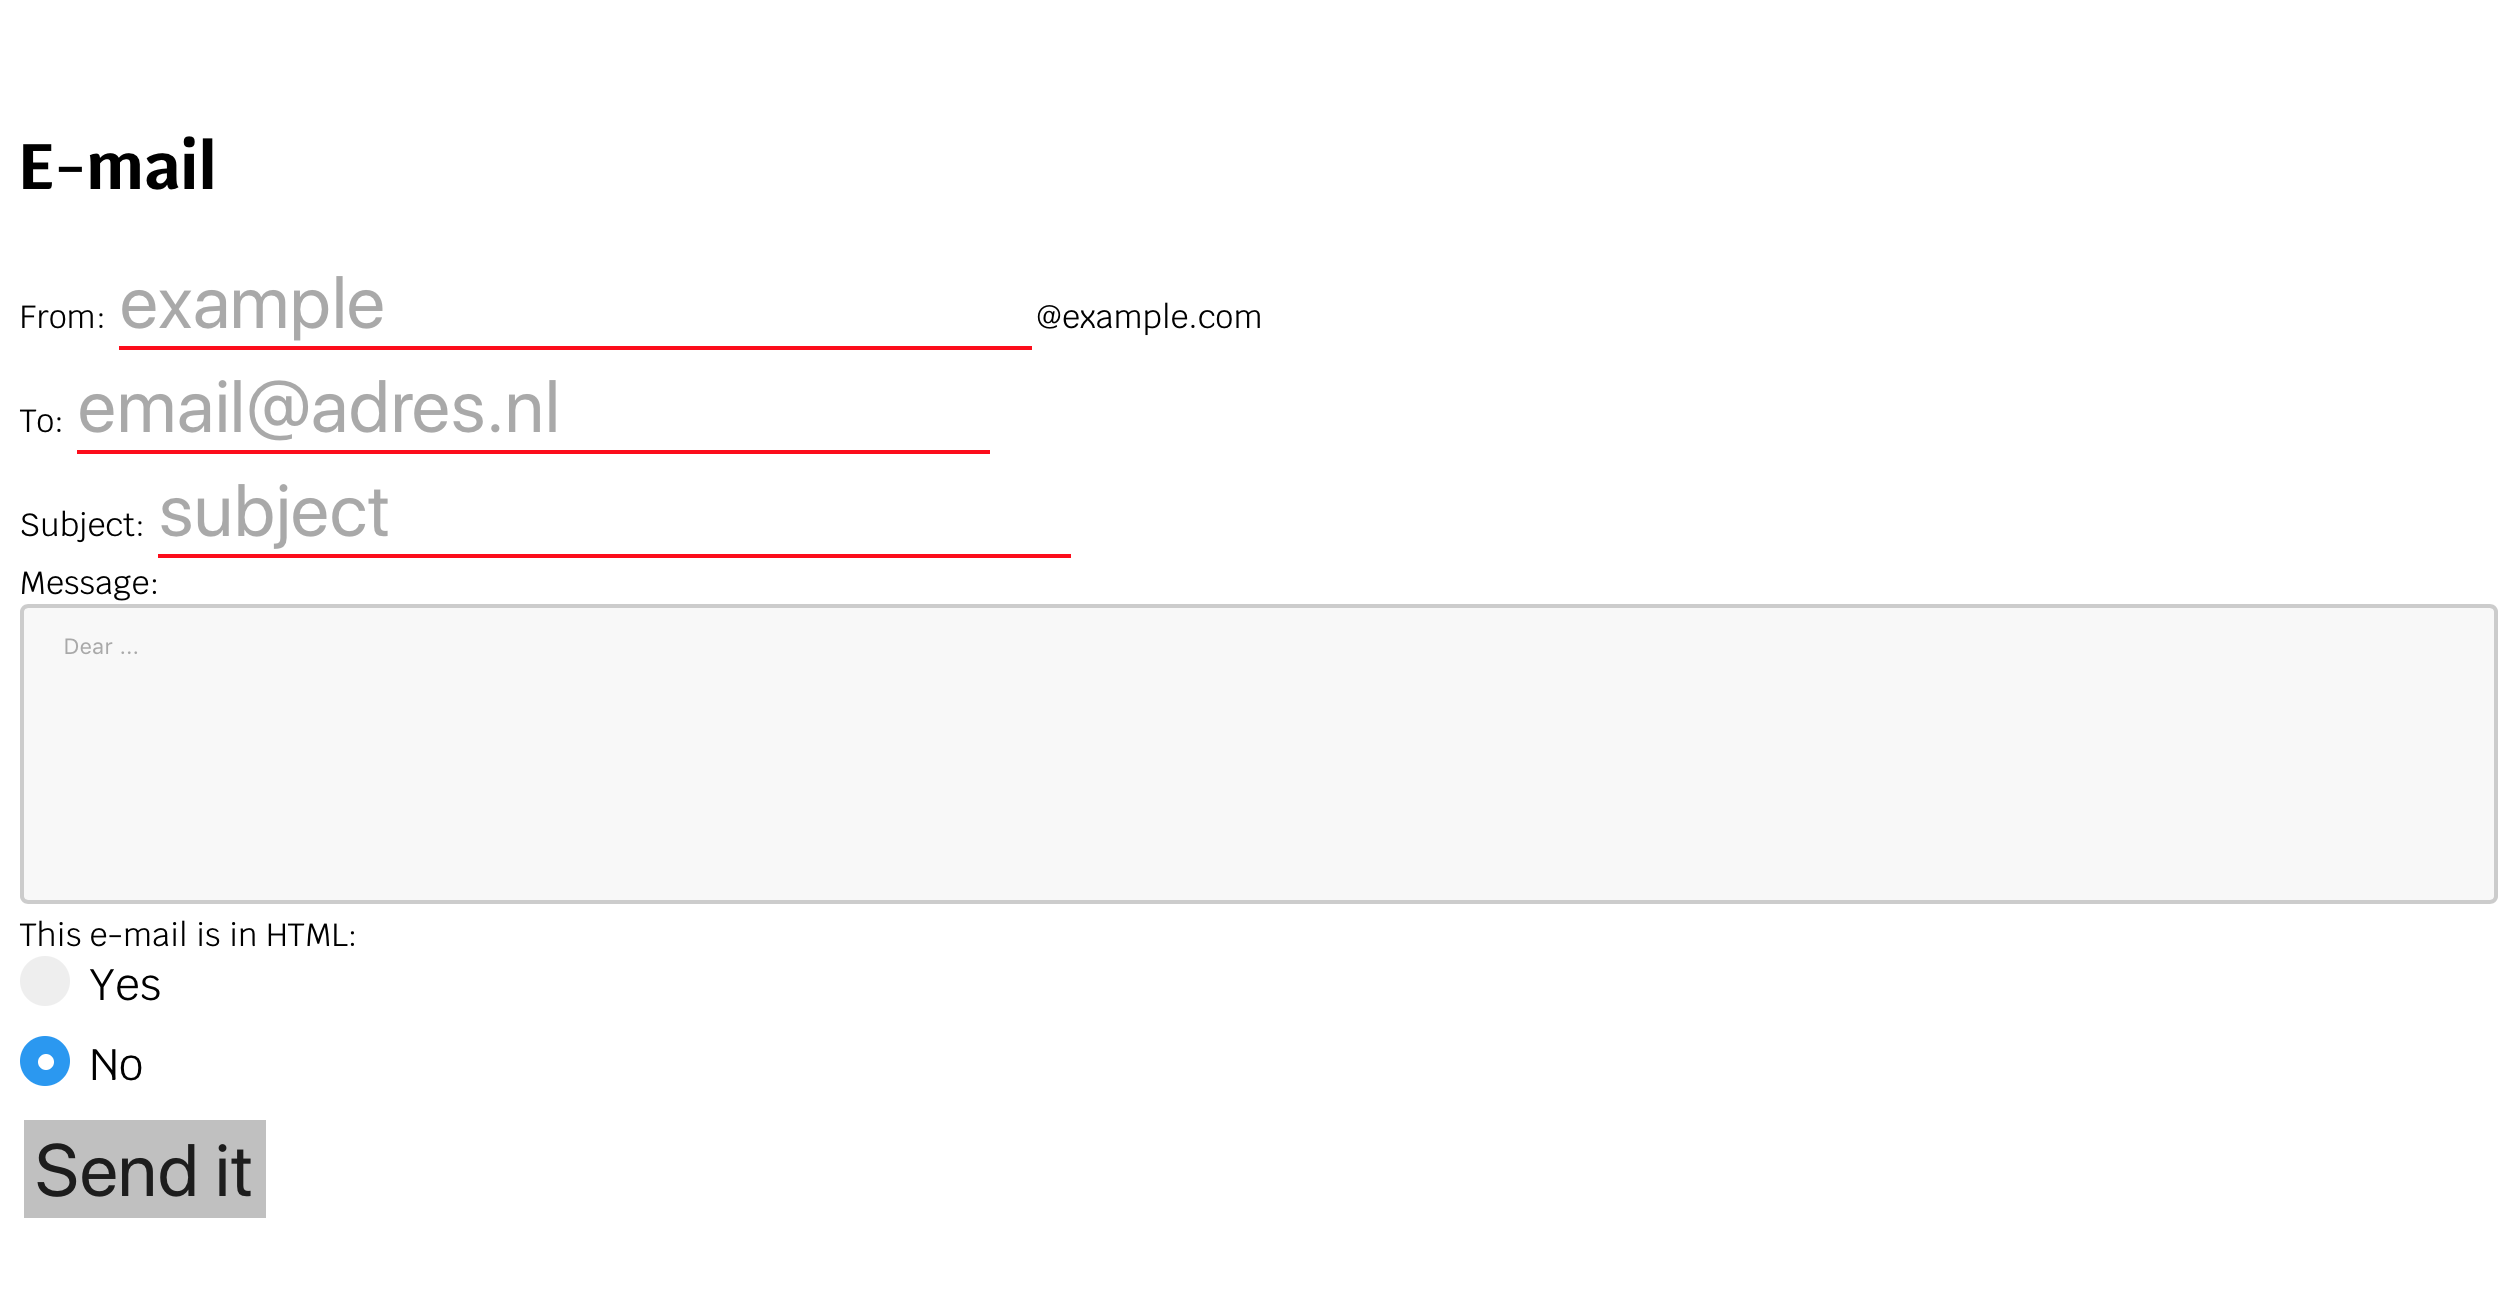 E-mail
From: example @example.com
To: email@adres.nl
Subject: subject
Message:
Dear ...
This e-mail is in HTML:
Yes
No
Send it